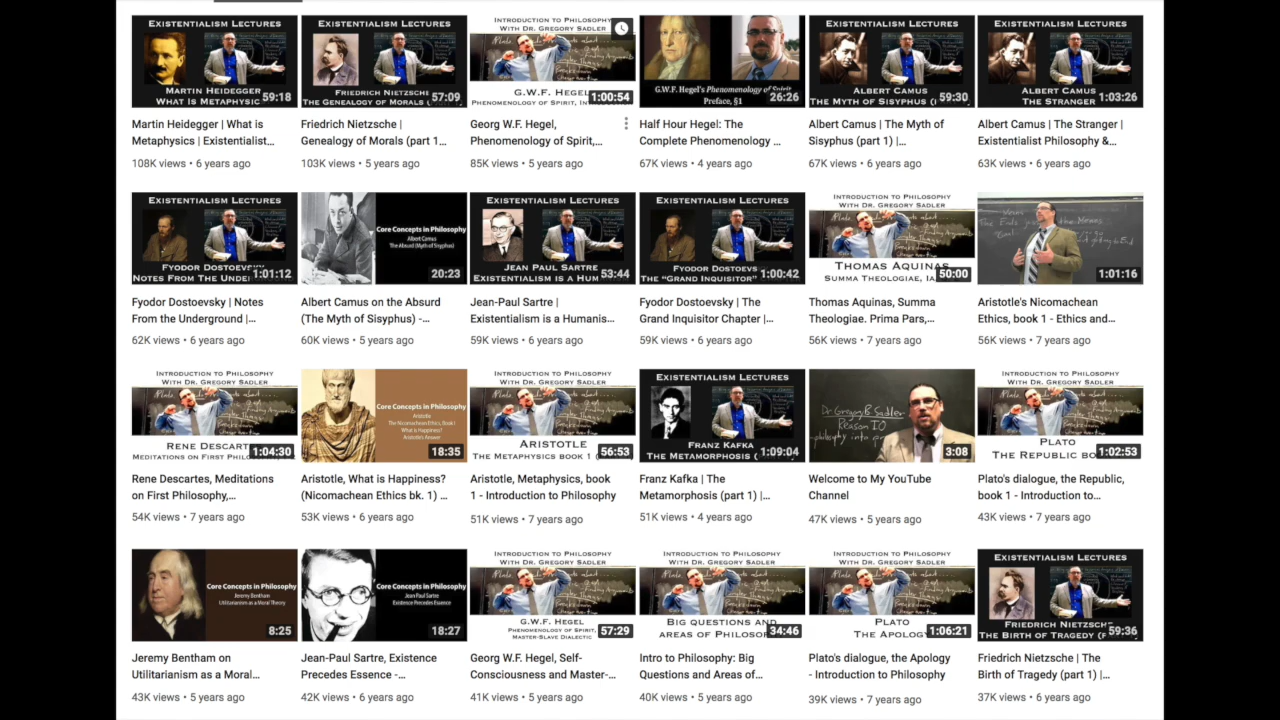 EXISTENTIALISM LECTURES
MARTIN HEIDEGGER
WHAT IS METAPHYSIC
59:18
Martin Heidegger | What is
Metaphysics | Existentialist...
108K views • 6 years ago
EXISTENTIALISM LECTURES
FRIEDRICH NIETZSCHE
THE GENEALOGY OF MORALS (
57:09
Friedrich Nietzsche |
Genealogy of Morals (part 1...
103K views • 5 years ago
INTRODUCTION TO PHILOSOPHY
WITH DR. GREGORY SADLER
G.W.F. HEGEL
PHENOMENOLOGY OF SPIRIT,
1:00:54
Georg W.F. Hegel,
Phenomenology of Spirit,...
85K views • 5 years ago
G.W.F. Hegel's Phenomenology of Spirit
Preface, §1
26:26
Half Hour Hegel: The
Complete Phenomenology ...
67K views • 4 years ago
EXISTENTIALISM LECTURES
ALBERT CAMUS
THE MYTH OF SISYPHUS (
59:30
Albert Camus | The Myth of
Sisyphus (part 1) |...
67K views • 6 years ago
EXISTENTIALISM LECTURES
ALBERT CAMUS
THE STRANGER
1:03:26
Albert Camus | The Stranger |
Existentialist Philosophy &...
63K views • 6 years ago
EXISTENTIALISM LECTURES
FYODOR DOSTOEVSKY
NOTES FROM THE UNDE
1:01:12
Fyodor Dostoevsky | Notes
From the Underground |...
62K views • 6 years ago
Core Concepts in Philosophy
Albert Camus
The Absurd (Myth of Sisyphus)
20:23
Albert Camus on the Absurd
(The Myth of Sisyphus) -...
60K views • 5 years ago
EXISTENTIALISM LECTURES
JEAN PAUL SARTRE
EXISTENTIALISM IS A HUM
53:44
Jean-Paul Sartre |
Existentialism is a Humanis...
59K views • 6 years ago
EXISTENTIALISM LECTURES
FYODOR DOSTOEVS
THE "GRAND INQUISITOR"
1:00:42
Fyodor Dostoevsky | The
Grand Inquisitor Chapter |...
59K views • 6 years ago
INTRODUCTION TO PHILOSOPHY
WITH DR. GREGORY SADLER
THOMAS AQUINAS
SUMMA THEOLOGIAE, IA
50:00
Thomas Aquinas, Summa
Theologiae. Prima Pars,...
56K views • 7 years ago
1:01:16
Aristotle's Nicomachean
Ethics, book 1 - Ethics and...
56K views • 7 years ago
INTRODUCTION TO PHILOSOPHY
WITH DR. GREGORY SADLER
RENE DESCART
MEDITATIONS ON FIRST PHILO
1:04:30
Rene Descartes, Meditations
on First Philosophy,...
54K views • 7 years ago
Core Concepts in Philosophy
Aristotle
The Nicomachean Ethics, Book I
What is Happiness?
Aristotle's Answer
18:35
Aristotle, What is Happiness?
(Nicomachean Ethics bk. 1) ...
53K views • 6 years ago
INTRODUCTION TO PHILOSOPHY
WITH DR. GREGORY SADLER
ARISTOTLE
THE METAPHYSICS BOOK 1 (
56:53
Aristotle, Metaphysics, book
1 - Introduction to Philosophy
51K views • 7 years ago
EXISTENTIALISM LECTURES
FRANZ KAFKA
THE METAMORPHOSIS (
1:09:04
Franz Kafka | The
Metamorphosis (part 1) |...
51K views • 4 years ago
Dr Gregory B Sadler
Reason IO
philosophy into pr
3:08
Welcome to My YouTube
Channel
47K views • 5 years ago
INTRODUCTION TO PHILOSOPHY
WITH DR. GREGORY SADLER
PLATO
THE REPUBLIC BO
1:02:53
Plato's dialogue, the Republic,
book 1 - Introduction to...
43K views • 7 years ago
Core Concepts in Philosophy
Jeremy Bentham
Utilitarianism as a Moral Theory
8:25
Jeremy Bentham on
Utilitarianism as a Moral...
43K views • 5 years ago
Core Concepts in Philosophy
Jean Paul Sartre
Existence Precedes Essence
18:27
Jean-Paul Sartre, Existence
Precedes Essence -...
42K views • 6 years ago
INTRODUCTION TO PHILOSOPHY
WITH DR. GREGORY SADLER
G.W.F. HEGEL
PHENOMENOLOGY OF SPIRIT,
MASTER-SLAVE DIALECTIC
57:29
Georg W.F. Hegel, Self-
Consciousness and Master-...
41K views • 5 years ago
INTRODUCTION TO PHILOSOPHY
WITH DR. GREGORY SADLER
BIG QUESTIONS AND
AREAS OF PHILOSO
34:46
Intro to Philosophy: Big
Questions and Areas of...
40K views • 5 years ago
INTRODUCTION TO PHILOSOPHY
WITH DR. GREGORY SADLER
PLATO
THE APOLOG
1:06:21
Plato's dialogue, the Apology
- Introduction to Philosophy
39K views • 7 years ago
EXISTENTIALISM LECTURES
FRIEDRICH NIETZSCHE
THE BIRTH OF TRAGEDY (
59:36
Friedrich Nietzsche | The
Birth of Tragedy (part 1) |...
37K views • 6 years ago